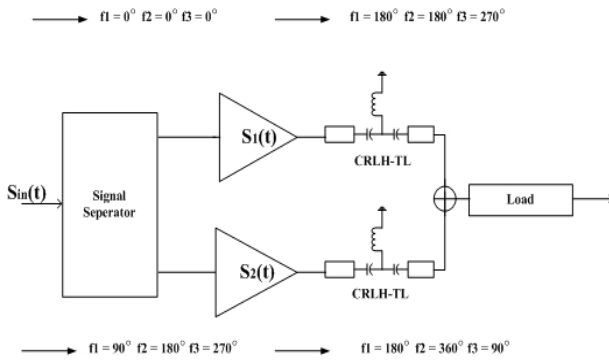 f1 = 0° f2 = 0° f3 = 0°
f1 = 180° f2 = 180° f3 = 270°
S1(t)
CRLH-TL
Sin(t)
Signal
Seperator
Load
S2(t)
CRLH-TL
f1 = 90° f2 = 180° f3 = 270°
f1 = 180° f2 = 360° f3 = 90°